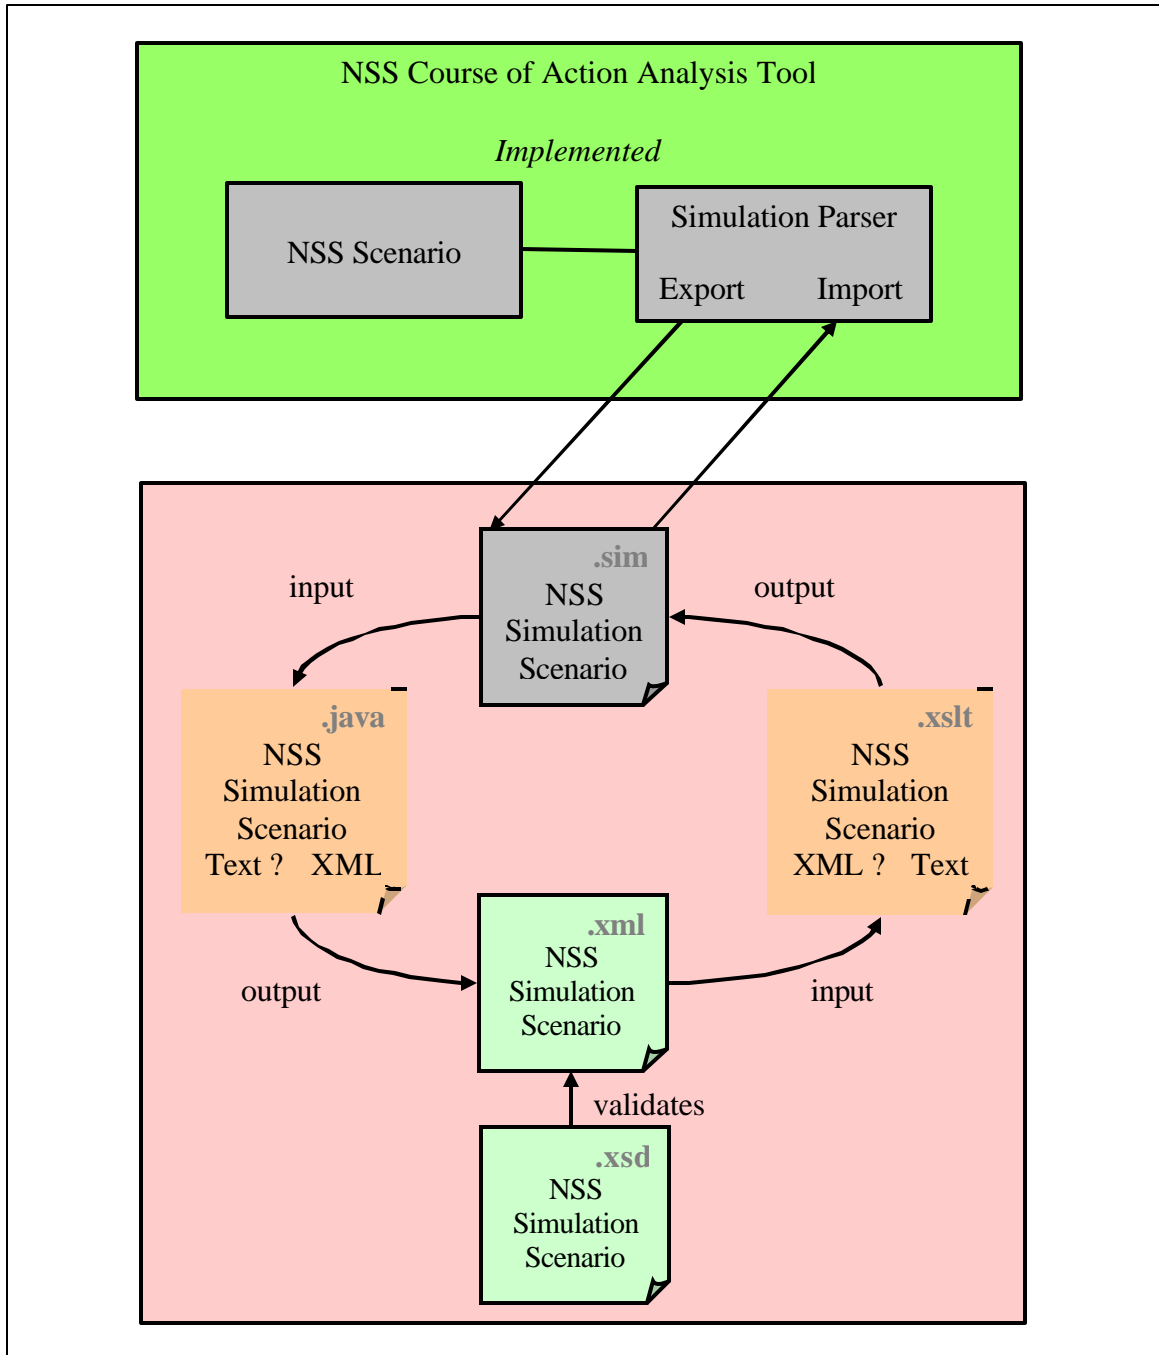 NSS Course of Action Analysis Tool
Implemented
NSS Scenario
Simulation Parser
Export Import
.sim
NSS
Simulation
Scenario
input
output
.java
NSS
Simulation
Scenario
Text ? XML
.xslt
NSS
Simulation
Scenario
XML ? Text
.xml
NSS
Simulation
Scenario
output
input
validates
.xsd
NSS
Simulation
Scenario